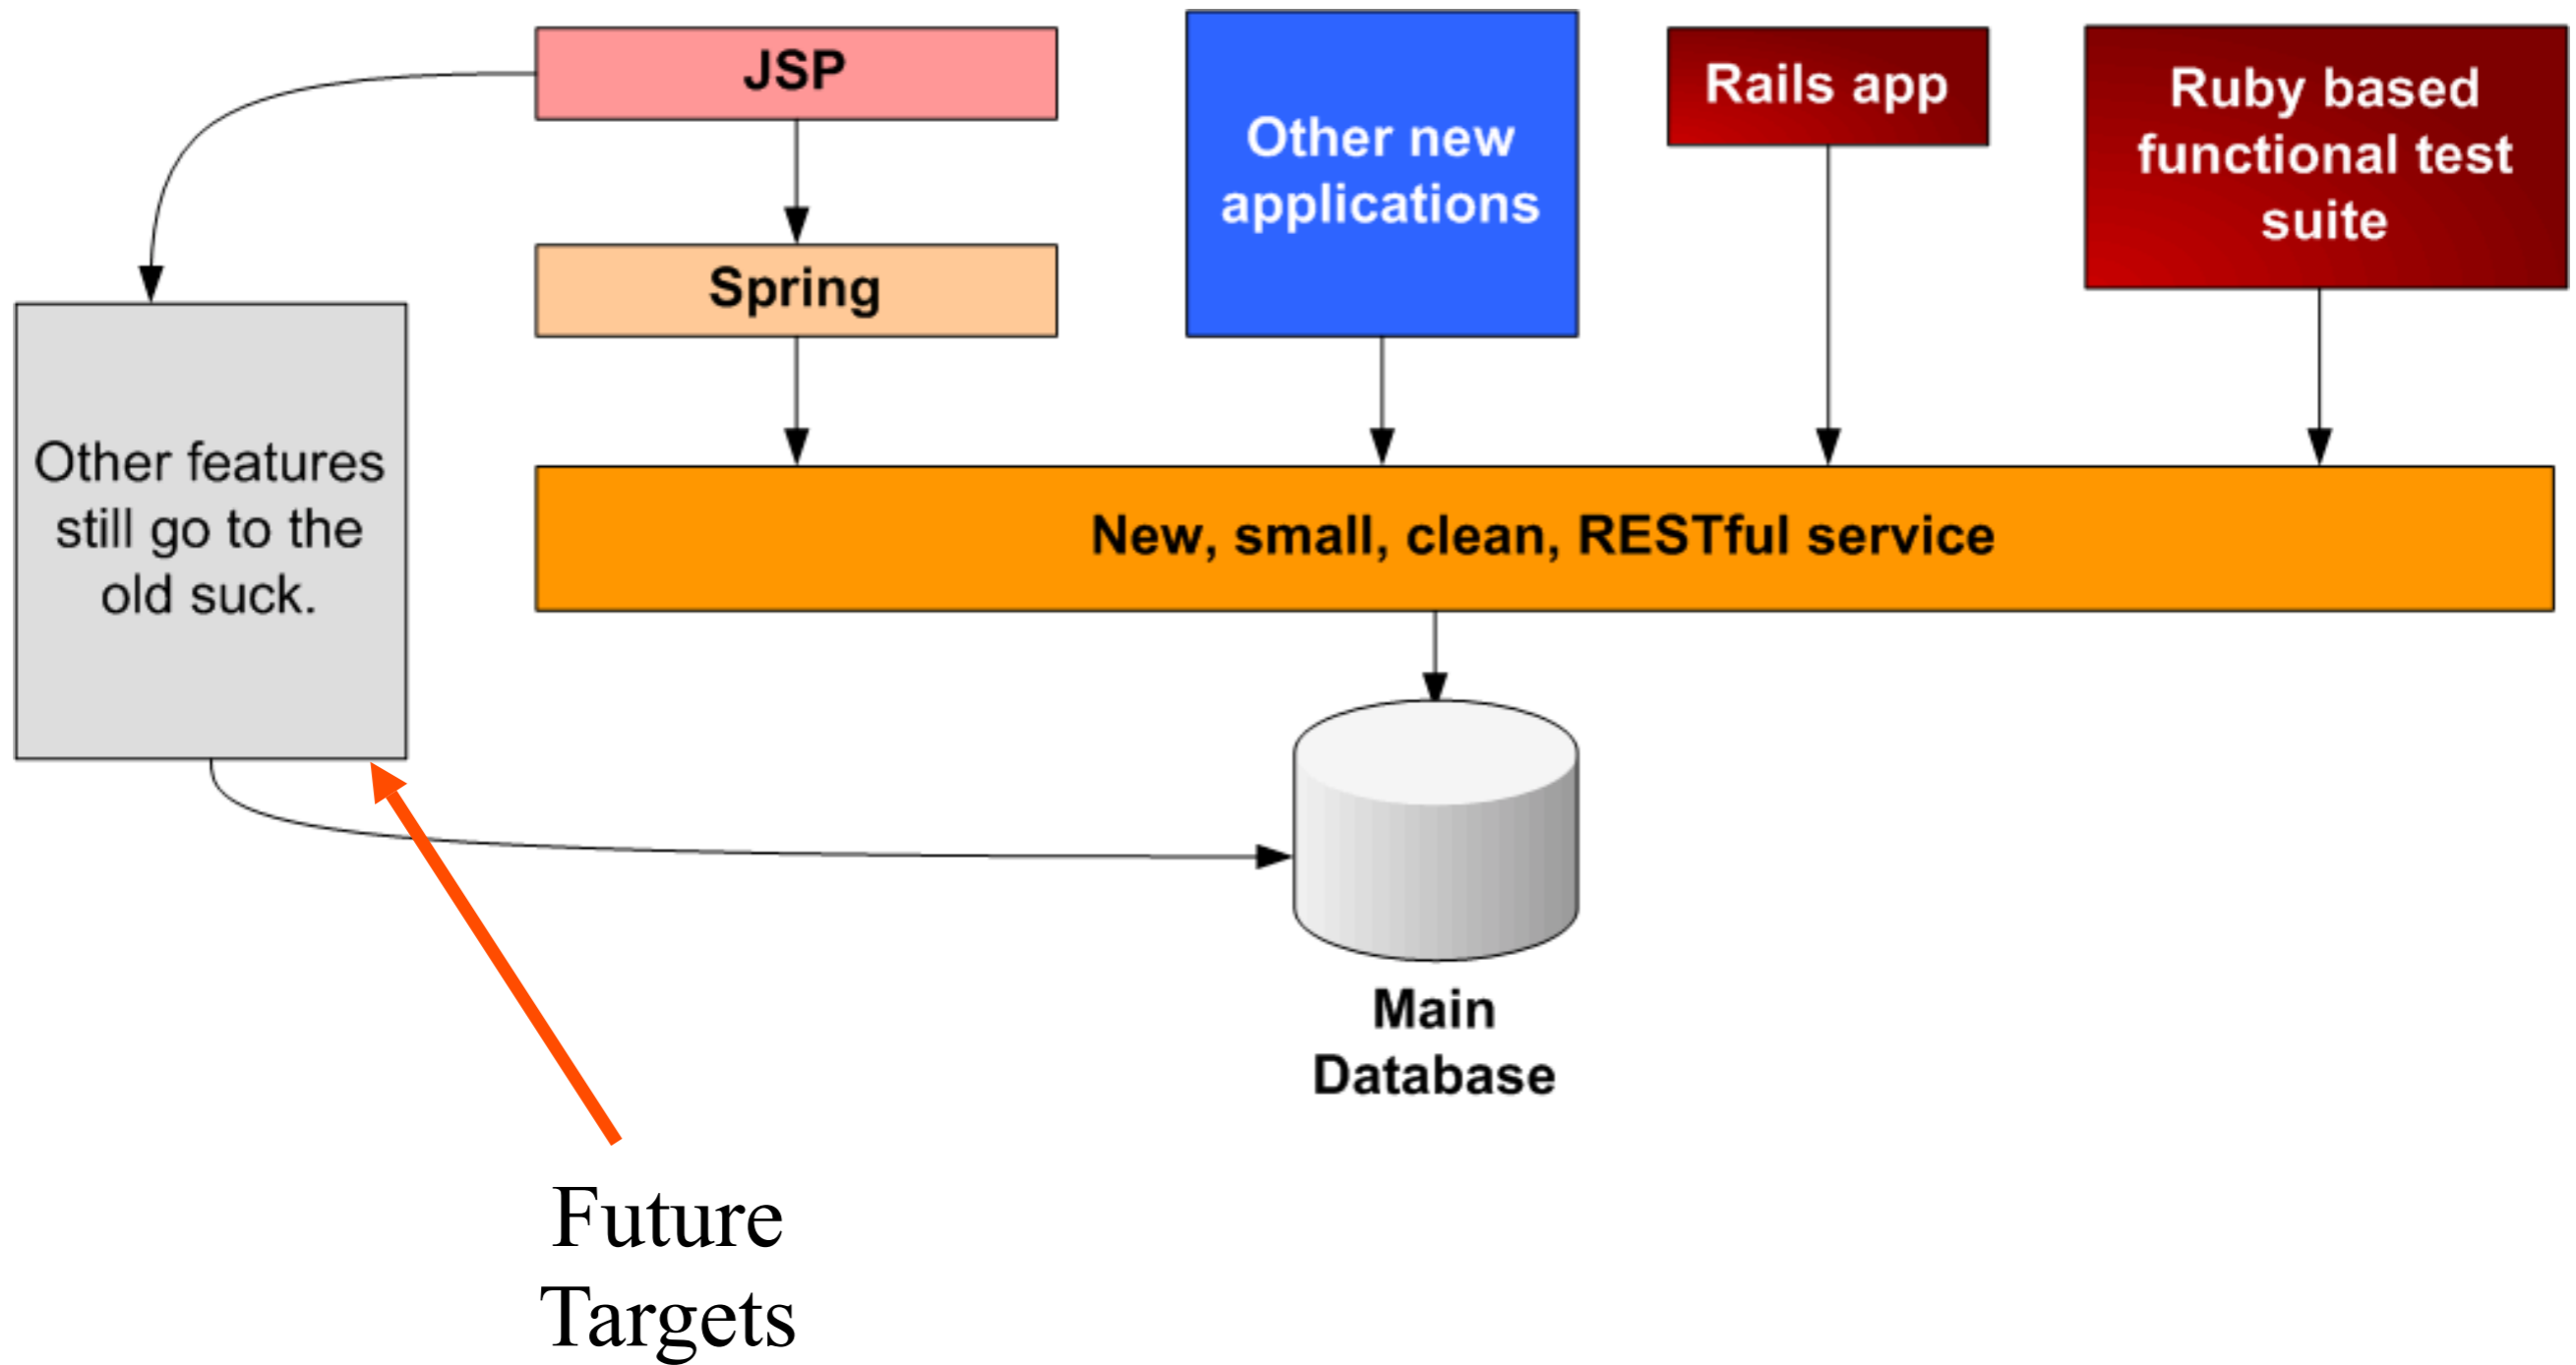 JSP
Spring
Other new
applications
Rails app
Ruby based
functional test
suite
Other features
still go to the
old suck.
New, small, clean, RESTful service
Main
Database
Future
Targets